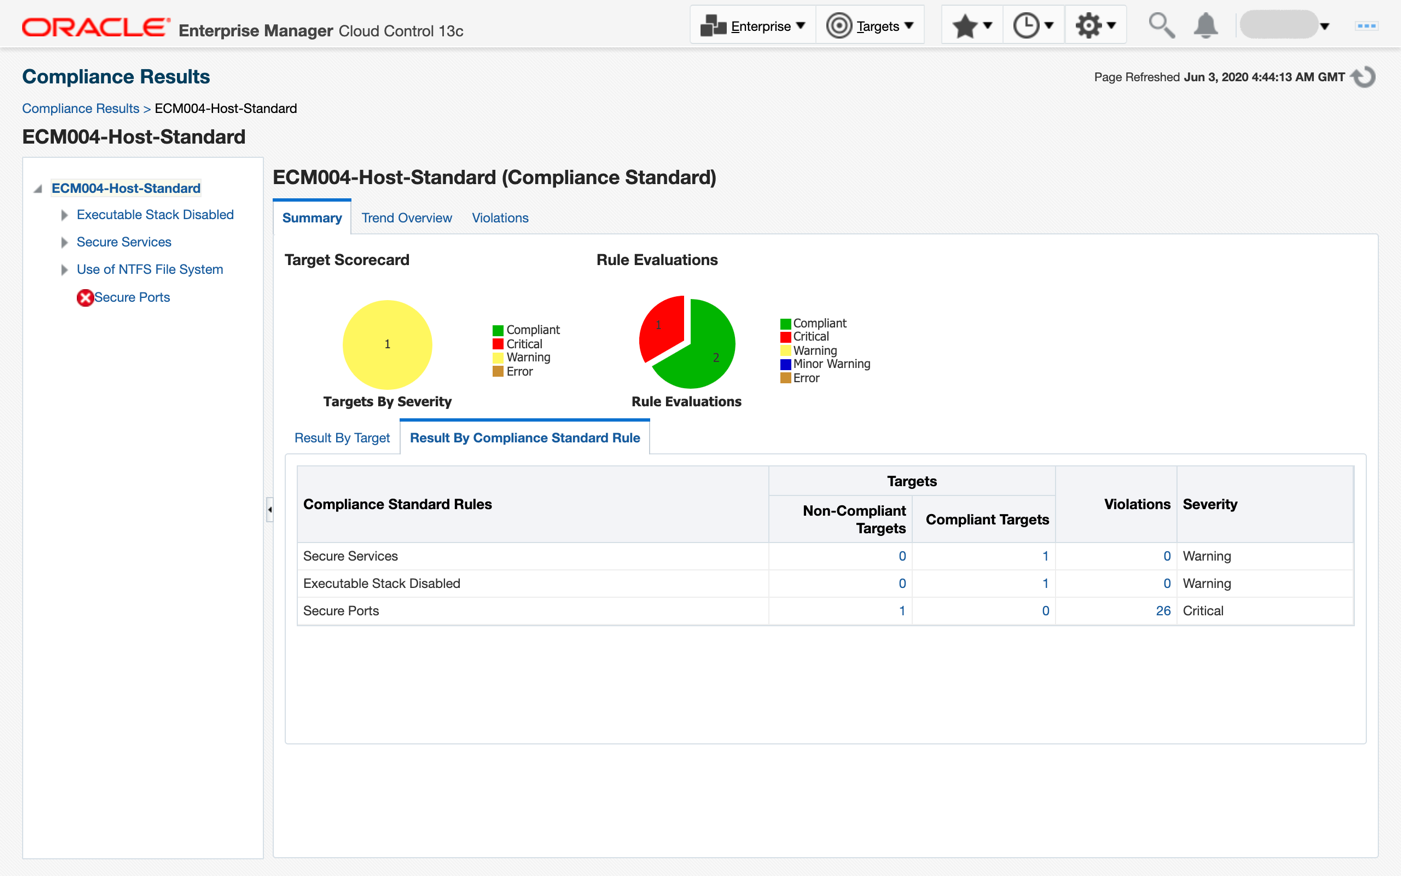 ORACLE Enterprise Manager Cloud Control 13c Enterprise Targets
Compliance Results
Page Refreshed Jun 3, 2020 4:44:13 AM GMT
Compliance Results > ECM004-Host-Standard
ECM004-Host-Standard
ECM004-Host-Standard
Executable Stack Disabled
Secure Services
Use of NTFS File System
Secure Ports
ECM004-Host-Standard (Compliance Standard)
Summary Trend Overview Violations
Target Scorecard
1
Compliant
Critical
Warning
Error
Targets By Severity
Rule Evaluations
1
2
Compliant
Critical
Warning
Minor Warning
Error
Rule Evaluations
Result By Target Result By Compliance Standard Rule
Compliance Standard Rules Targets Violations Severity
Non-Compliant
Targets
Compliant Targets
Secure Services 0 1 0 Warning
Executable Stack Disabled 0 1 0 Warning
Secure Ports 1 0 26 Critical